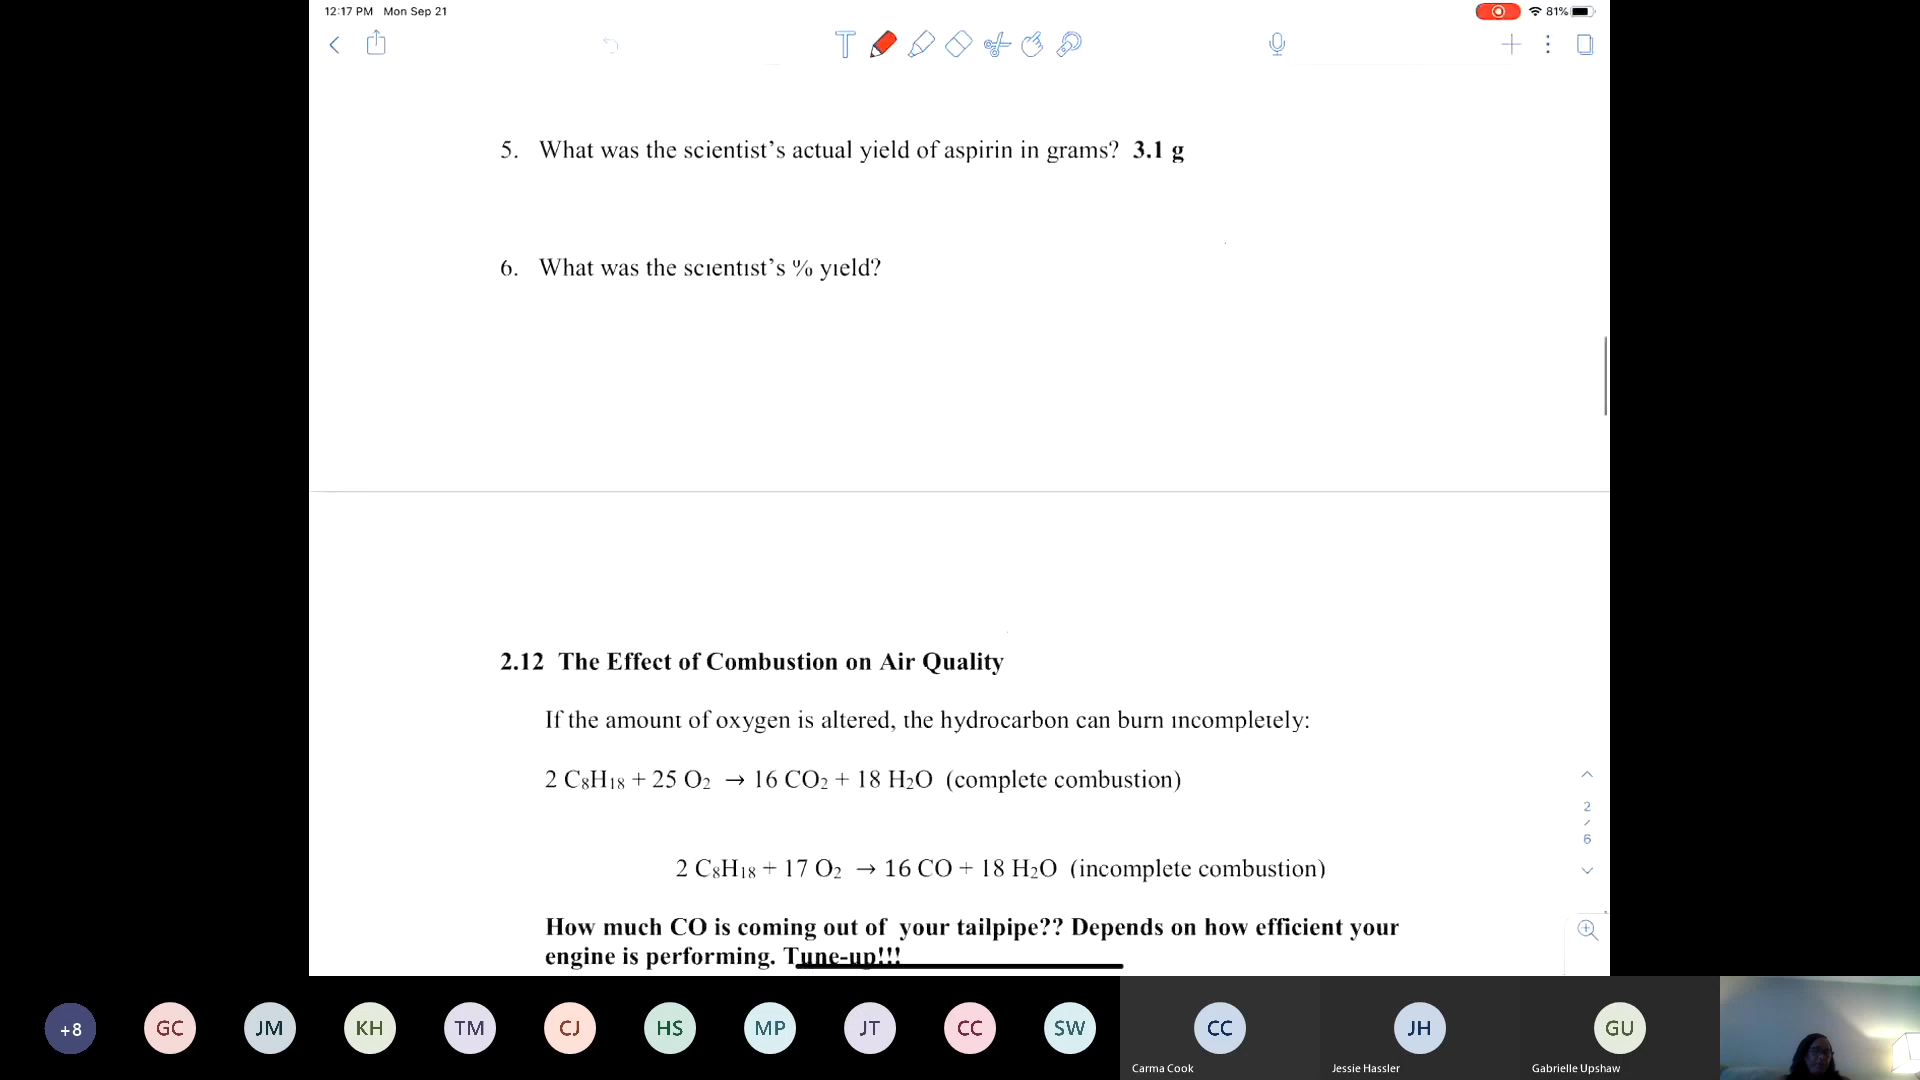 12:17 PM Mon Sep 21
81%
T
5. What was the scientist's actual yield of aspirin in grams? 3.1 g
6. What was the scientist's % yield?
2.12 The Effect of Combustion on Air Quality
If the amount of oxygen is altered, the hydrocarbon can burn incompletely:
2 C₈H₁₈ + 25 O₂ → 16 CO₂ + 18 H₂O (complete combustion)
2
/
6
2 C₈H₁₈ + 17 O₂ → 16 CO + 18 H₂O (incomplete combustion)
How much CO is coming out of your tailpipe?? Depends on how efficient your
engine is performing. Tune-up!!!
+8 GC JM KH TM CJ HS MP JT CC SW CC JH GU
Carma Cook Jessie Hassler Gabrielle Upshaw